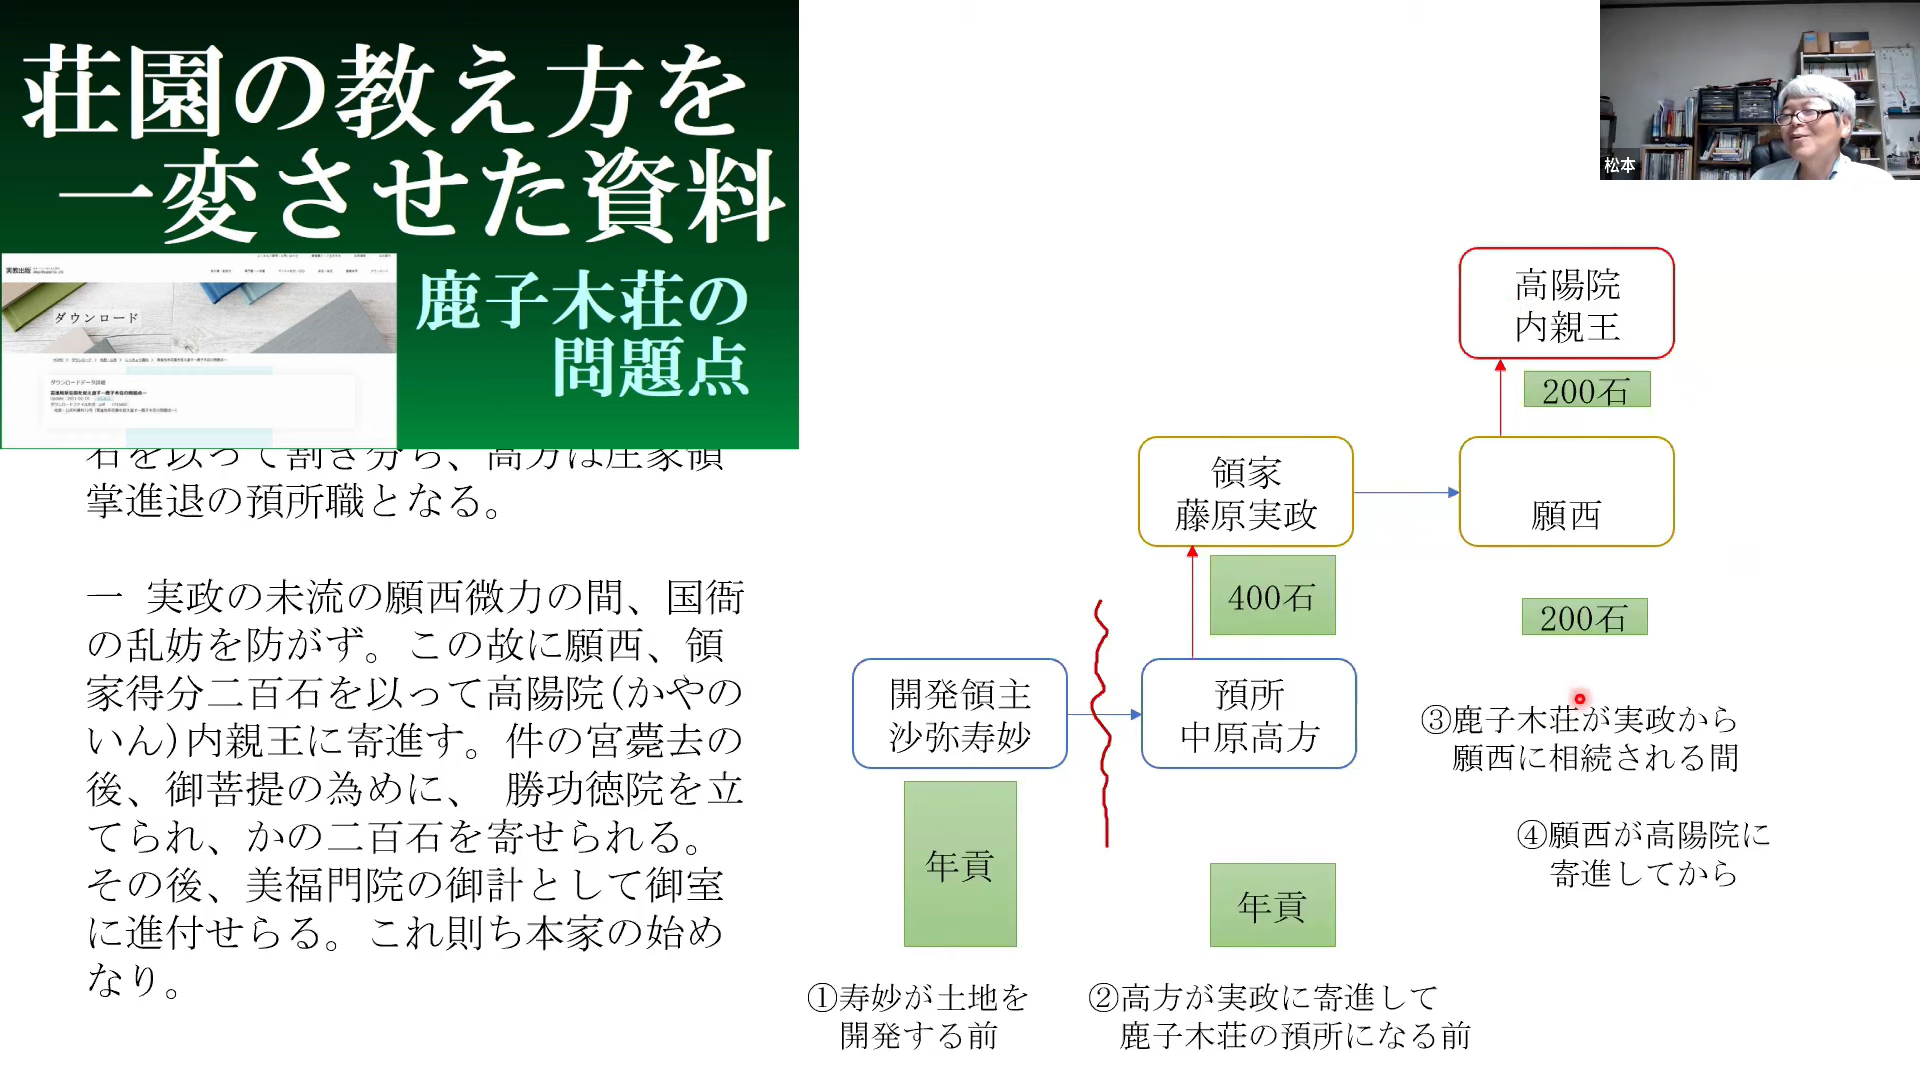 荘園の教え方を
一変させた資料
鹿子木荘の
問題点
実教出版
ダウンロード
ダウンロードデータ詳細
松本
石を以って割き分ち、高方は庄家領
掌進退の預所職となる。
一 実政の未流の願西微力の間、国衙
の乱妨を防がず。この故に願西、領
家得分二百石を以って高陽院(かやの
いん)内親王に寄進す。件の宮薨去の
後、御菩提の為めに、 勝功徳院を立
てられ、かの二百石を寄せられる。
その後、美福門院の御計として御室
に進付せらる。これ則ち本家の始め
なり。
高陽院
内親王
200石
領家
藤原実政
願西
400石
200石
開発領主
沙弥寿妙
預所
中原高方
年貢
年貢
①寿妙が土地を
開発する前
②高方が実政に寄進して
鹿子木荘の預所になる前
③鹿子木荘が実政から
願西に相続される間
④願西が高陽院に
寄進してから